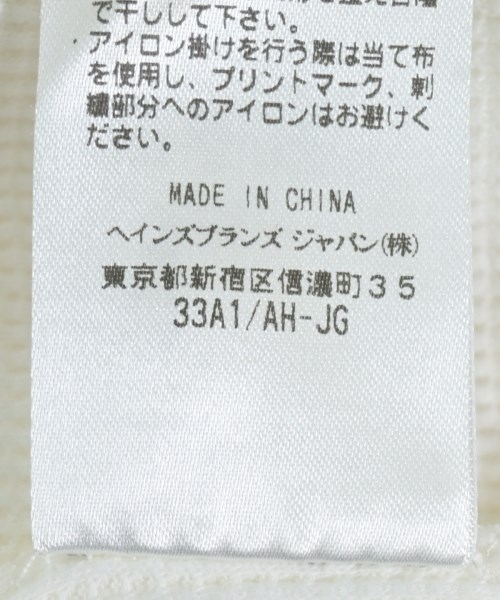 で干しして下さい。
アイロン掛けを行う際は当て布
を使用し、プリントマーク、刺
繍部分へのアイロンはお避けく
ださい。
MADE IN CHINA
ヘインズブランズ ジャパン(株)
東京都新宿区信濃町35
33A1/AH-JG